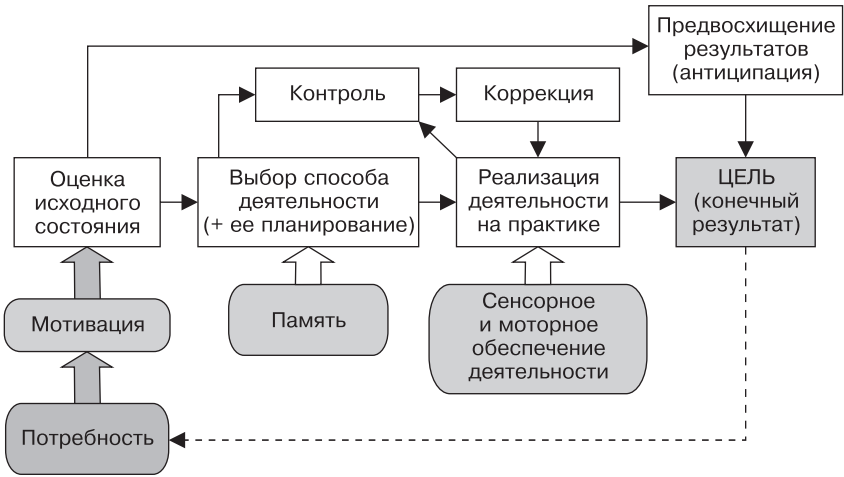 Предвосхищение
результатов
(антиципация)
Контроль
Коррекция
Оценка
исходного
состояния
Выбор способа
деятельности
(+ ее планирование)
Реализация
деятельности
на практике
ЦЕЛЬ
(конечный
результат)
Мотивация
Память
Сенсорное
и моторное
обеспечение
деятельности
Потребность